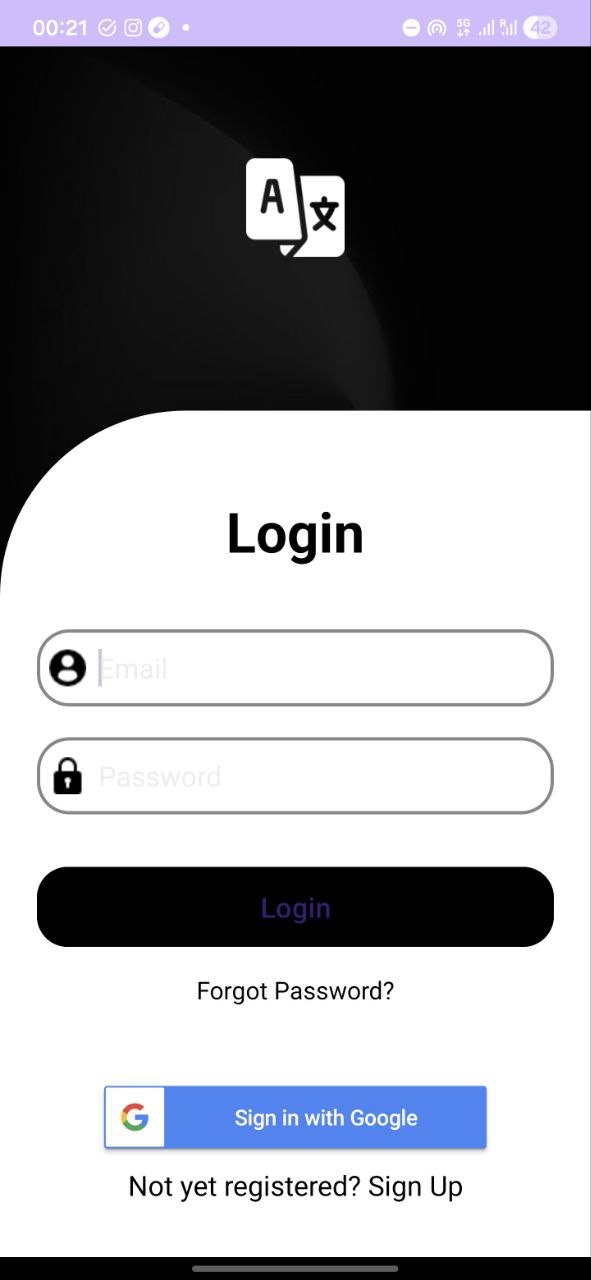 00:21 5G R 42
A 文
Login
Email
Password
Login
Forgot Password?
G Sign in with Google
Not yet registered? Sign Up